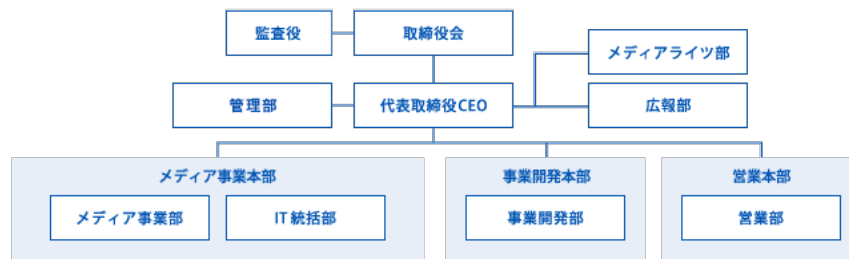 監査役
取締役会
メディアライツ部
管理部
代表取締役CEO
広報部
メディア事業本部
事業開発本部
営業本部
メディア事業部
IT統括部
事業開発部
営業部